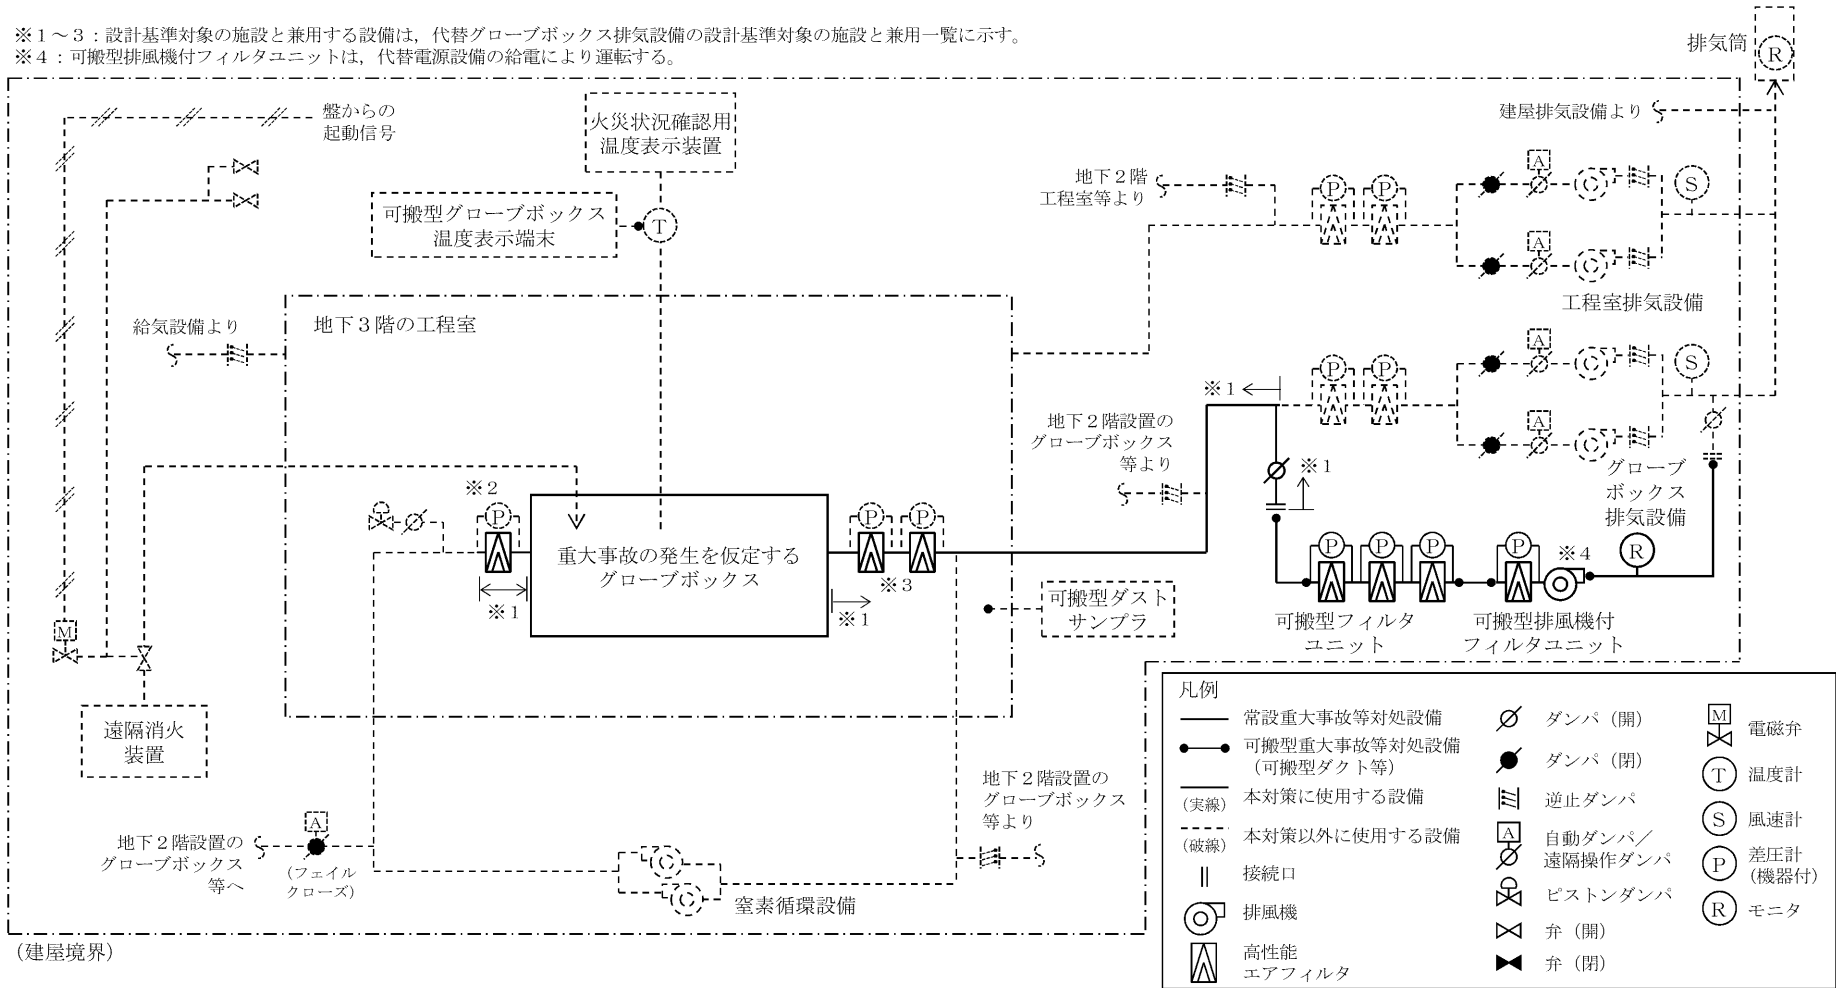 ※１～３：設計基準対象の施設と兼用する設備は，代替グローブボックス排気設備の設計基準対象の施設と兼用一覧に示す。
※４：可搬型排風機付フィルタユニットは，代替電源設備の給電により運転する。
排気筒
R
盤からの
起動信号
火災状況確認用
温度表示装置
建屋排気設備より
可搬型グローブボックス
温度表示端末
T
地下２階
工程室等より
P
P
A
S
A
工程室排気設備
給気設備より
地下３階の工程室
P
P
A
S
A
※１
地下２階設置の
グローブボックス
等より
※１
グローブ
ボックス
排気設備
※２
P
重大事故の発生を仮定する
グローブボックス
P
P
※３
※１
※１
P
P
P
P
※４
R
可搬型フィルタ
ユニット
可搬型排風機付
フィルタユニット
可搬型ダスト
サンプラ
M
遠隔消火
装置
地下２階設置の
グローブボックス
等より
地下２階設置の
グローブボックス
等へ
A
（フェイル
クローズ）
窒素循環設備
（建屋境界）
凡例
常設重大事故等対処設備
可搬型重大事故等対処設備
（可搬型ダクト等）
（実線）
本対策に使用する設備
（破線）
本対策以外に使用する設備
接続口
排風機
高性能
エアフィルタ
ダンパ（開）
ダンパ（閉）
逆止ダンパ
A
自動ダンパ／
遠隔操作ダンパ
ピストンダンパ
弁（開）
弁（閉）
M
電磁弁
T
温度計
S
風速計
P
差圧計
（機器付）
R
モニタ